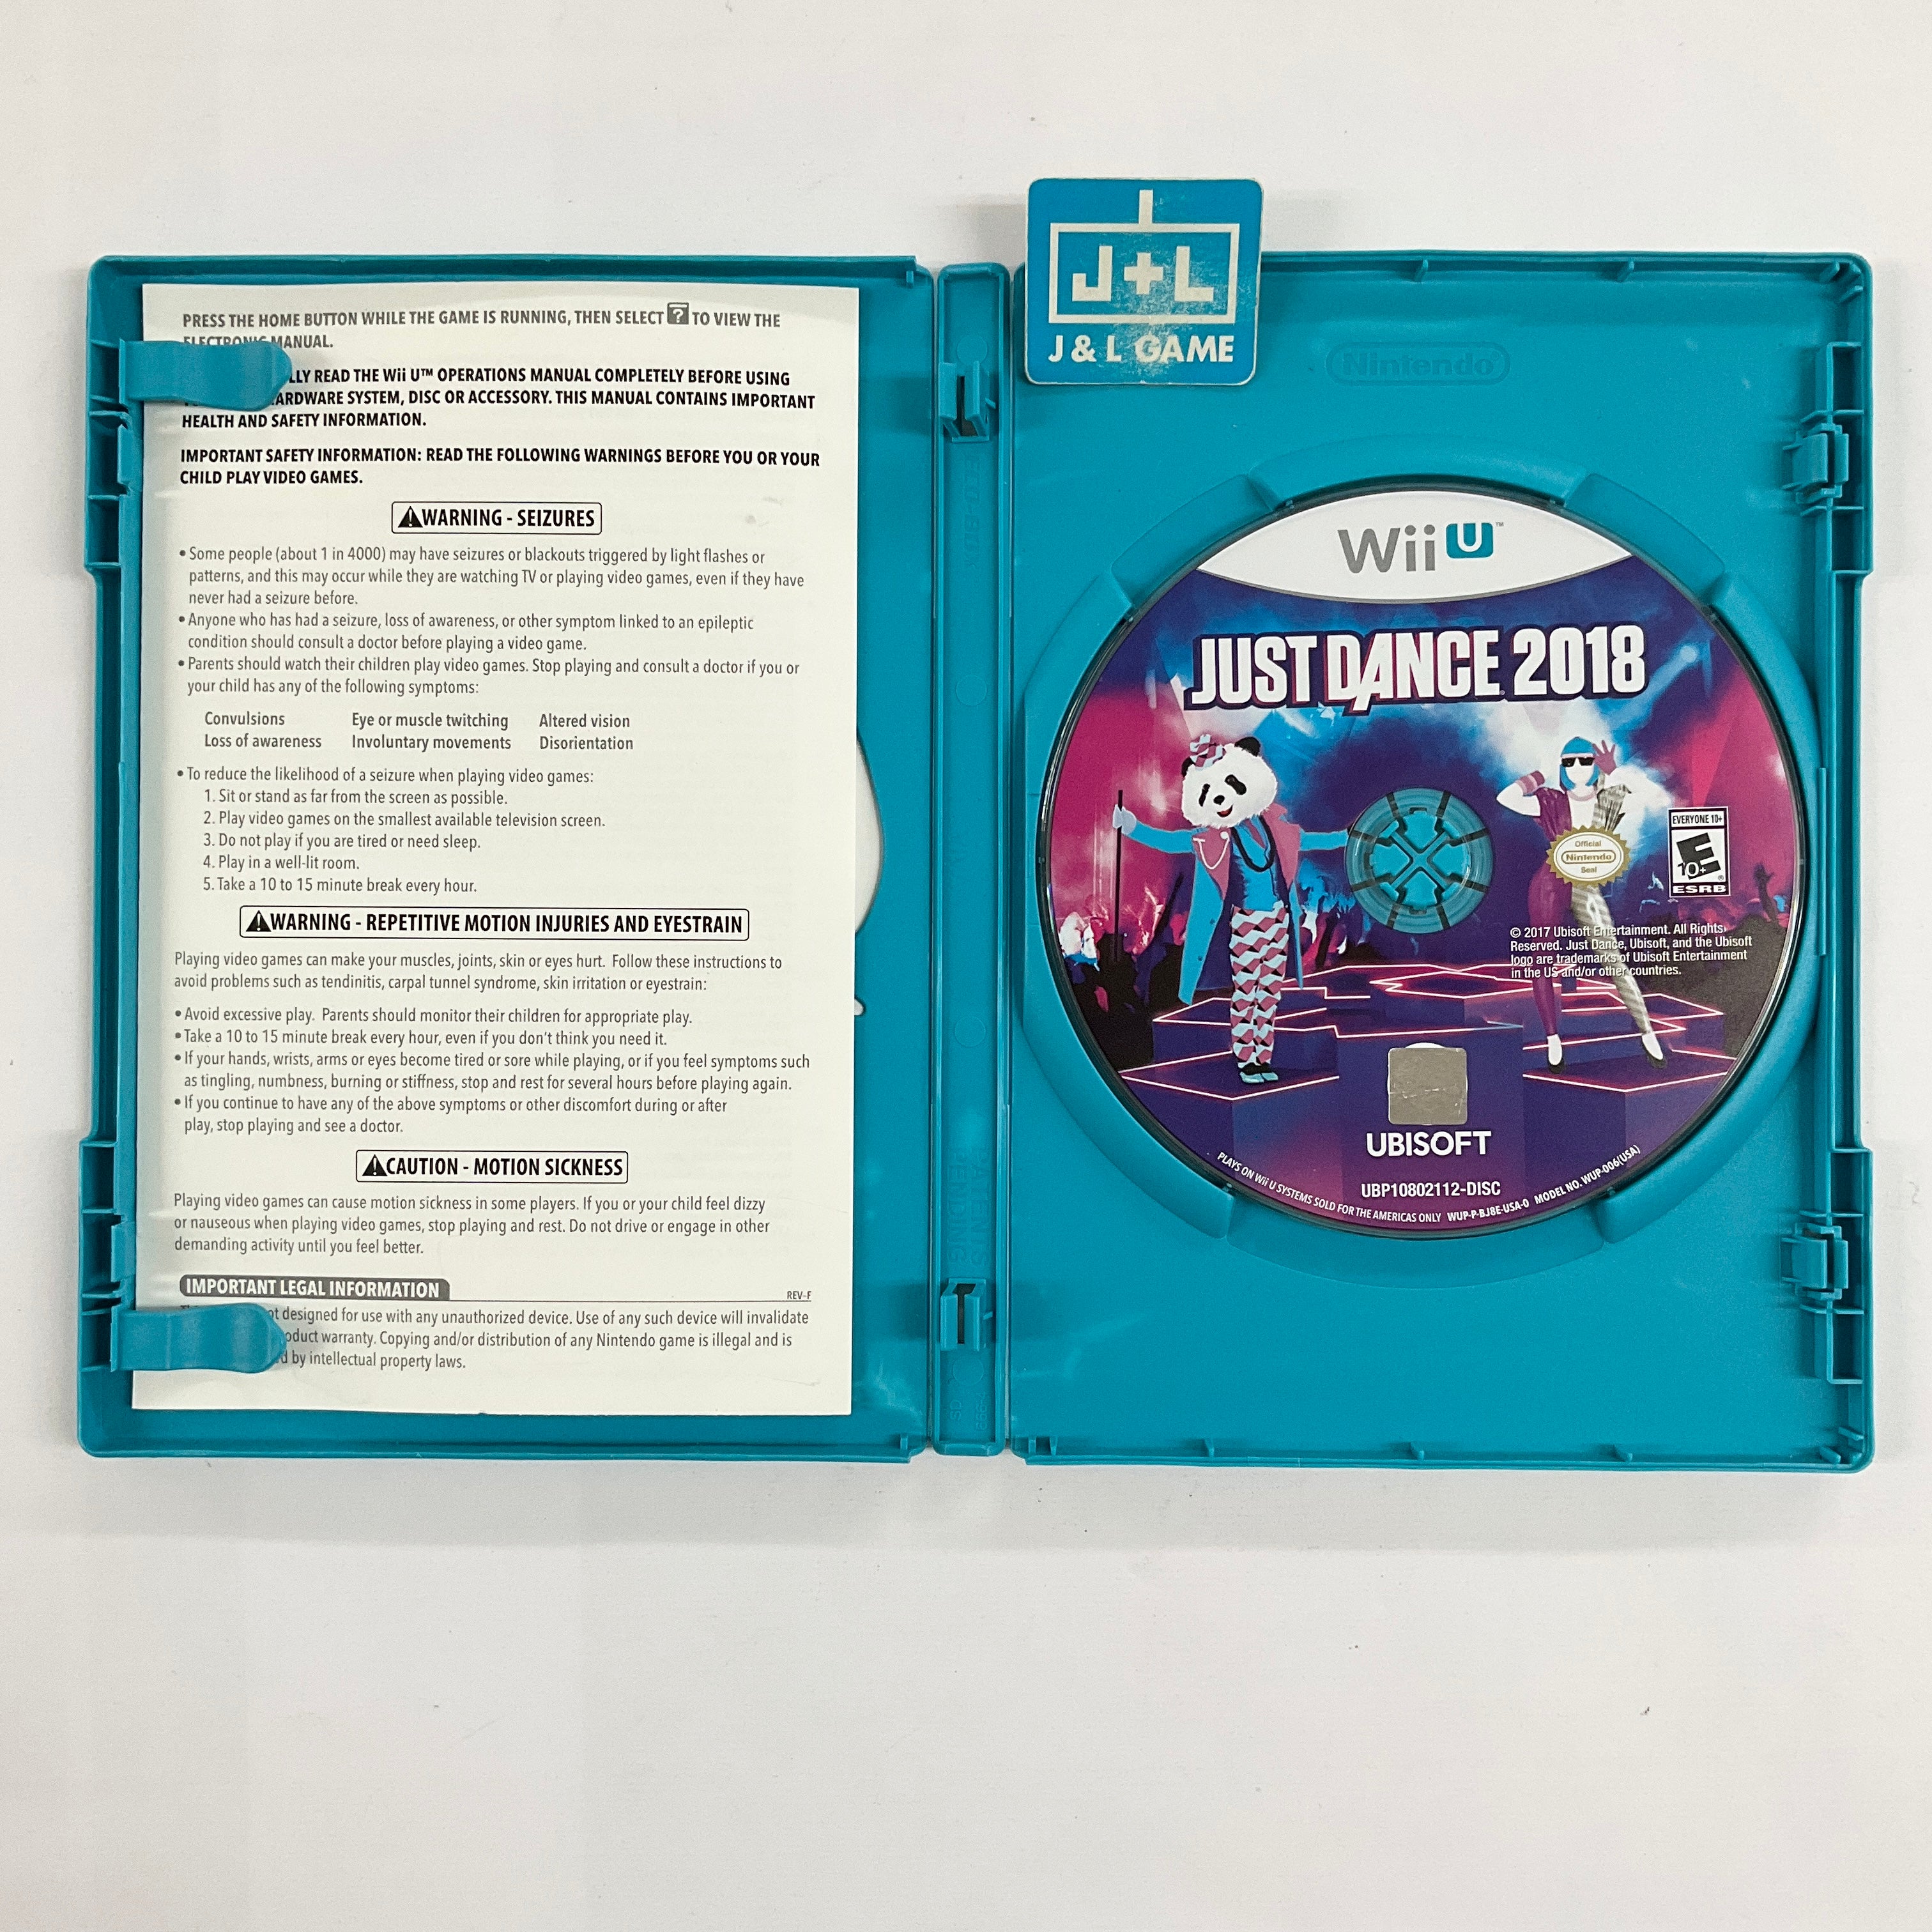 PRESS THE HOME BUTTON WHILE THE GAME IS RUNNING, THEN SELECT ? TO VIEW THE
ELECTRONIC MANUAL.
LLY READ THE Wii U™ OPERATIONS MANUAL COMPLETELY BEFORE USING
HARDWARE SYSTEM, DISC OR ACCESSORY. THIS MANUAL CONTAINS IMPORTANT
HEALTH AND SAFETY INFORMATION.
IMPORTANT SAFETY INFORMATION: READ THE FOLLOWING WARNINGS BEFORE YOU OR YOUR
CHILD PLAY VIDEO GAMES.
WARNING - SEIZURES
• Some people (about 1 in 4000) may have seizures or blackouts triggered by light flashes or
patterns, and this may occur while they are watching TV or playing video games, even if they have
never had a seizure before.
• Anyone who has had a seizure, loss of awareness, or other symptom linked to an epileptic
condition should consult a doctor before playing a video game.
• Parents should watch their children play video games. Stop playing and consult a doctor if you or
your child has any of the following symptoms:
Convulsions Eye or muscle twitching Altered vision
Loss of awareness Involuntary movements Disorientation
• To reduce the likelihood of a seizure when playing video games:
1. Sit or stand as far from the screen as possible.
2. Play video games on the smallest available television screen.
3. Do not play if you are tired or need sleep.
4. Play in a well-lit room.
5. Take a 10 to 15 minute break every hour.
WARNING - REPETITIVE MOTION INJURIES AND EYESTRAIN
Playing video games can make your muscles, joints, skin or eyes hurt. Follow these instructions to
avoid problems such as tendinitis, carpal tunnel syndrome, skin irritation or eyestrain:
• Avoid excessive play. Parents should monitor their children for appropriate play.
• Take a 10 to 15 minute break every hour, even if you don't think you need it.
• If your hands, wrists, arms or eyes become tired or sore while playing, or if you feel symptoms such
as tingling, numbness, burning or stiffness, stop and rest for several hours before playing again.
• If you continue to have any of the above symptoms or other discomfort during or after
play, stop playing and see a doctor.
CAUTION - MOTION SICKNESS
Playing video games can cause motion sickness in some players. If you or your child feel dizzy
or nauseous when playing video games, stop playing and rest. Do not drive or engage in other
demanding activity until you feel better.
IMPORTANT LEGAL INFORMATION
REV-F
designed for use with any unauthorized device. Use of any such device will invalidate
oduct warranty. Copying and/or distribution of any Nintendo game is illegal and is
by intellectual property laws.
J+L
J & L GAME
Nintendo
Wii U™
JUST DANCE 2018
Official
Nintendo
Seal
EVERYONE 10+
E
10+
ESRB
© 2017 Ubisoft Entertainment. All Rights
Reserved. Just Dance, Ubisoft, and the Ubisoft
logo are trademarks of Ubisoft Entertainment
in the US and/or other countries.
UBISOFT
UBP10802112-DISC
PLAYS ON Wii U SYSTEMS SOLD FOR THE AMERICAS ONLY WUP-P-BJ8E-USA-0 MODEL NO. WUP-006(USA)